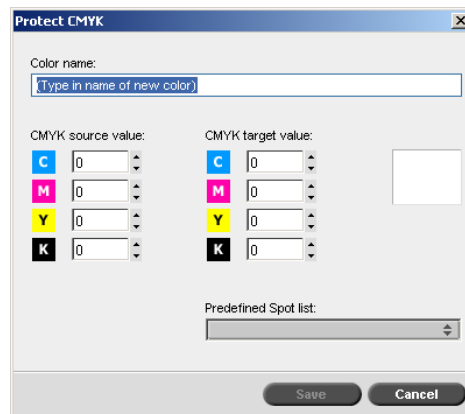 Protect CMYK
Color name:
(Type in name of new color)
CMYK source value: CMYK target value:
C 0 C 0
M 0 M 0
Y 0 Y 0
K 0 K 0
Predefined Spot list:
Save Cancel